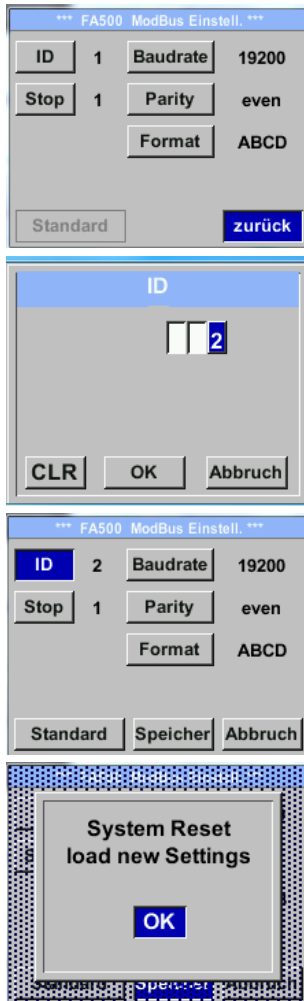 *** FA500 ModBus Einstell. ***
ID 1 Baudrate 19200
Stop 1 Parity even
Format ABCD
Standard zurück
ID
2
CLR OK Abbruch
*** FA500 ModBus Einstell. ***
ID 2 Baudrate 19200
Stop 1 Parity even
Format ABCD
Standard Speicher Abbruch
System Reset
load new Settings
OK